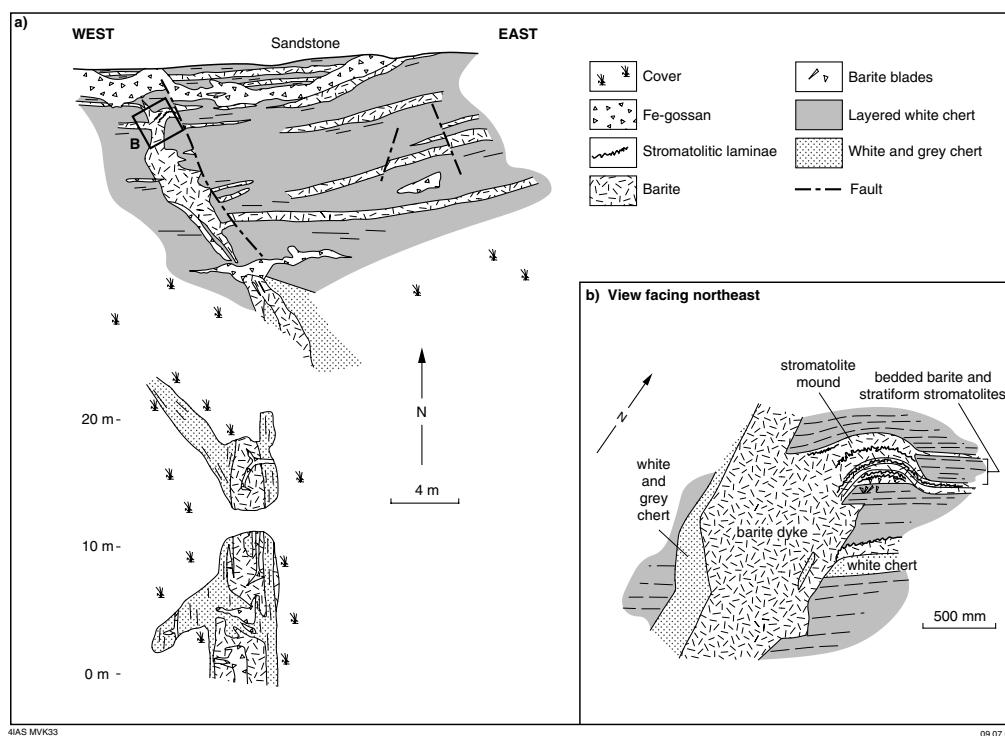 a)
WEST
Sandstone
EAST
B
Cover
Fe-gossan
Stromatolitic laminae
Barite
Barite blades
Layered white chert
White and grey chert
Fault
N
4 m
20 m
10 m
0 m
b) View facing northeast
N
stromatolite
mound
bedded barite and
stratiform stromatolites
white
and
grey
chert
barite dyke
white chert
500 mm
4IAS MVK33